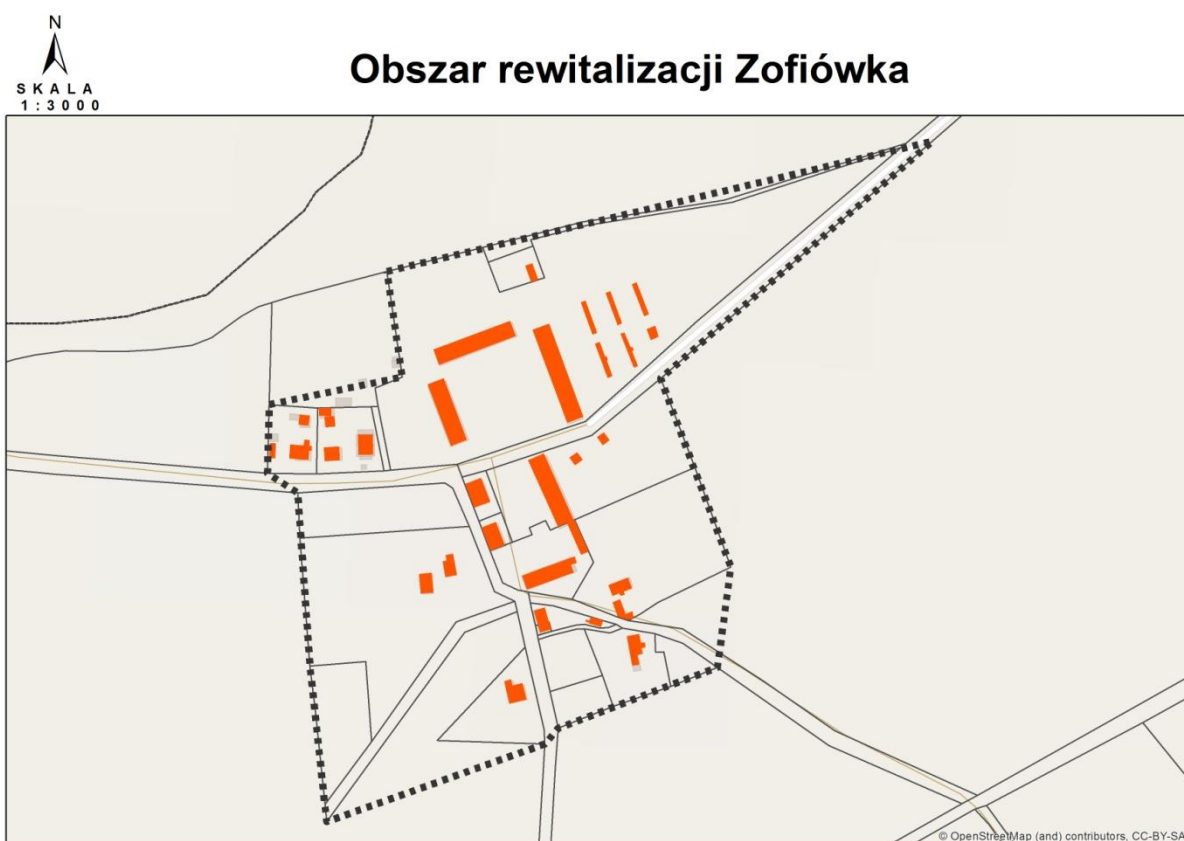 N
SKALA
1:3000
Obszar rewitalizacji Zofiówka
© OpenStreetMap (and) contributors, CC-BY-SA